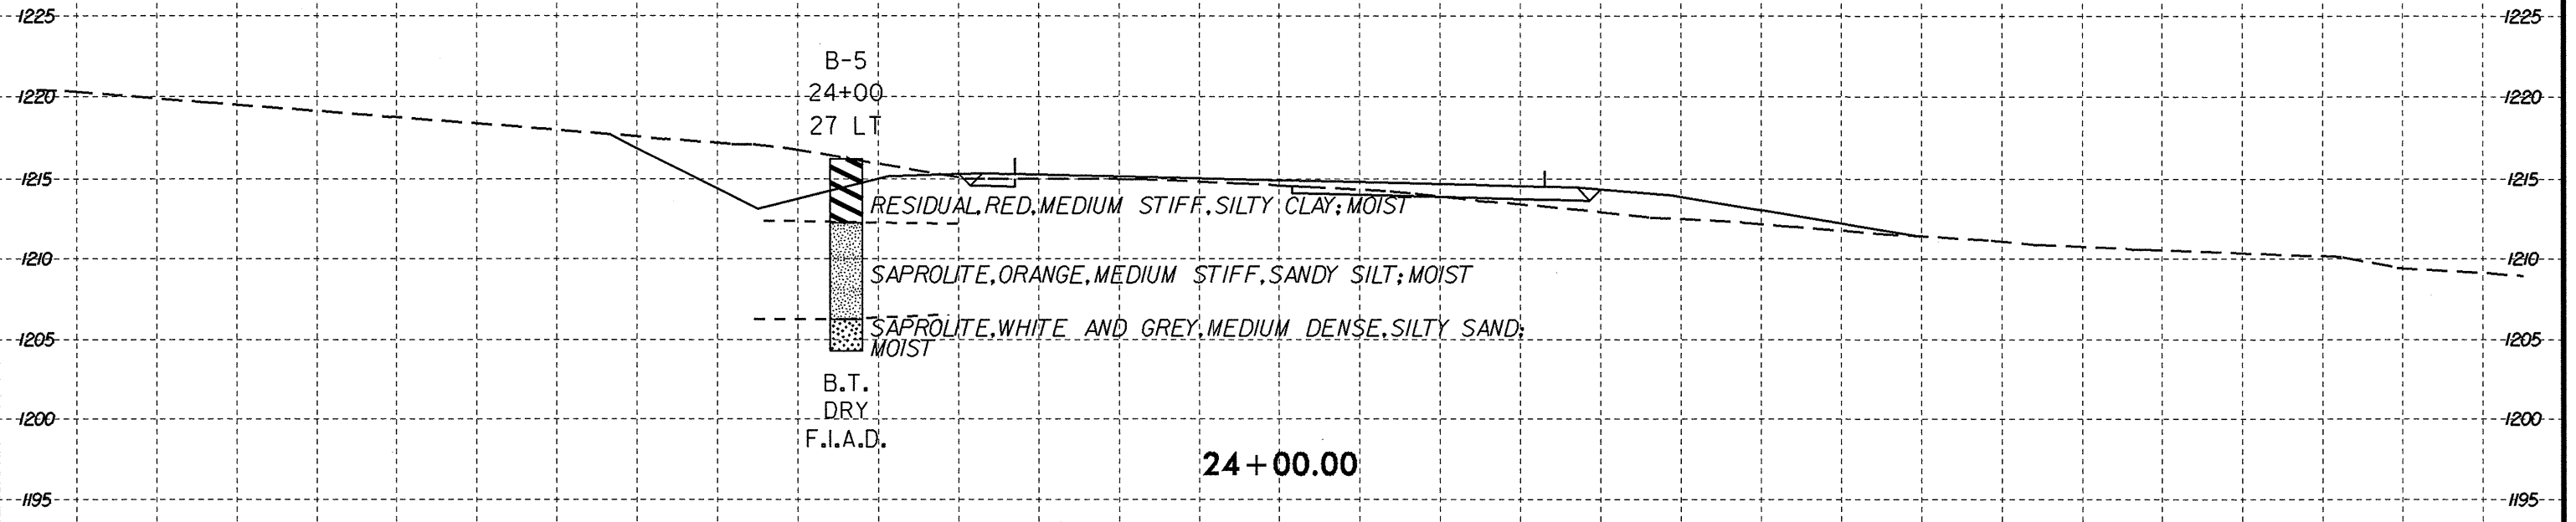 1225 1225
B-5
1220 24+00 1220
27 LT
1215 1215
RESIDUAL, RED, MEDIUM STIFF, SILTY CLAY; MOIST
1210 1210
SAPROLITE, ORANGE, MEDIUM STIFF, SANDY SILT; MOIST
SAPROLITE, WHITE AND GREY, MEDIUM DENSE, SILTY SAND;
1205 1205
MOIST
B.T.
DRY
1200 1200
F.I.A.D.
24+00.00
1195 1195